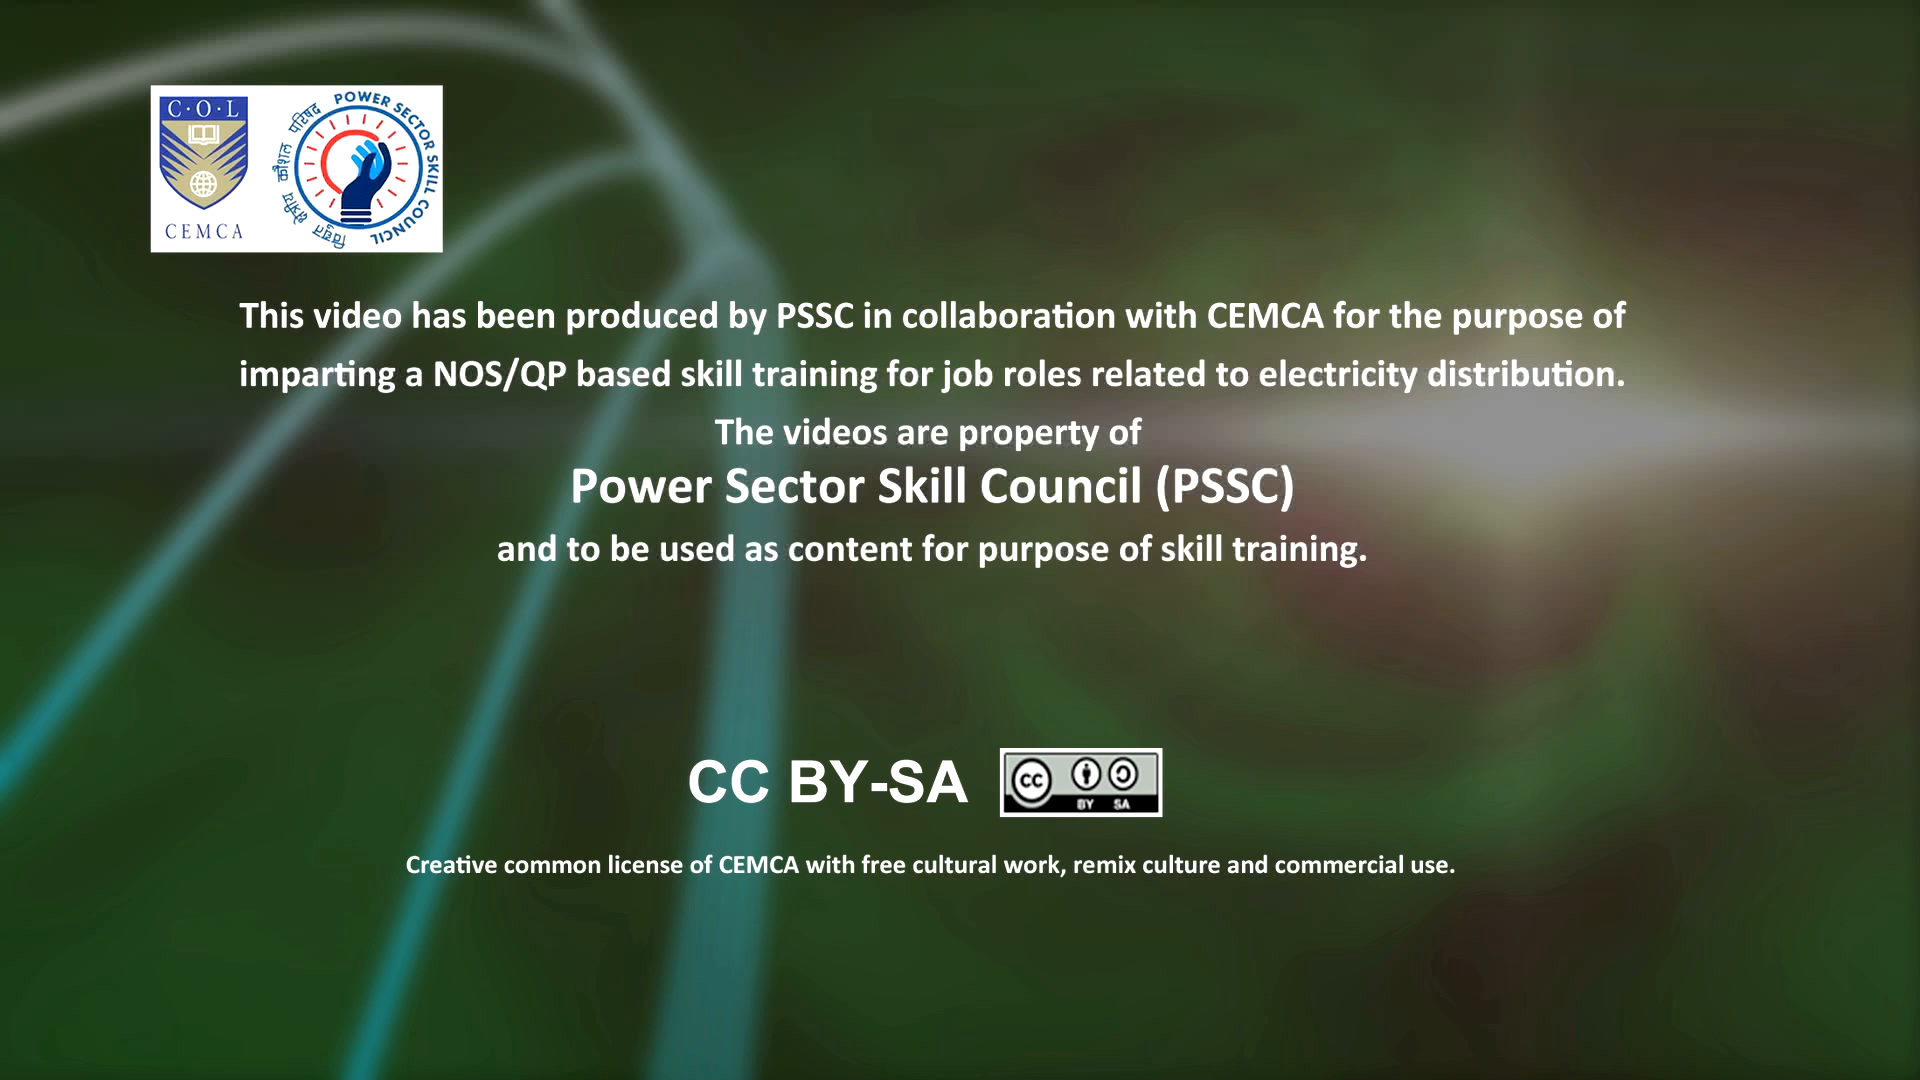 C·O·L
CEMCA
POWER SECTOR SKILL COUNCIL
विद्युत क्षेत्र कौशल परिषद
This video has been produced by PSSC in collaboration with CEMCA for the purpose of
imparting a NOS/QP based skill training for job roles related to electricity distribution.
The videos are property of
Power Sector Skill Council (PSSC)
and to be used as content for purpose of skill training.
CC BY-SA
cc
BY SA
Creative common license of CEMCA with free cultural work, remix culture and commercial use.